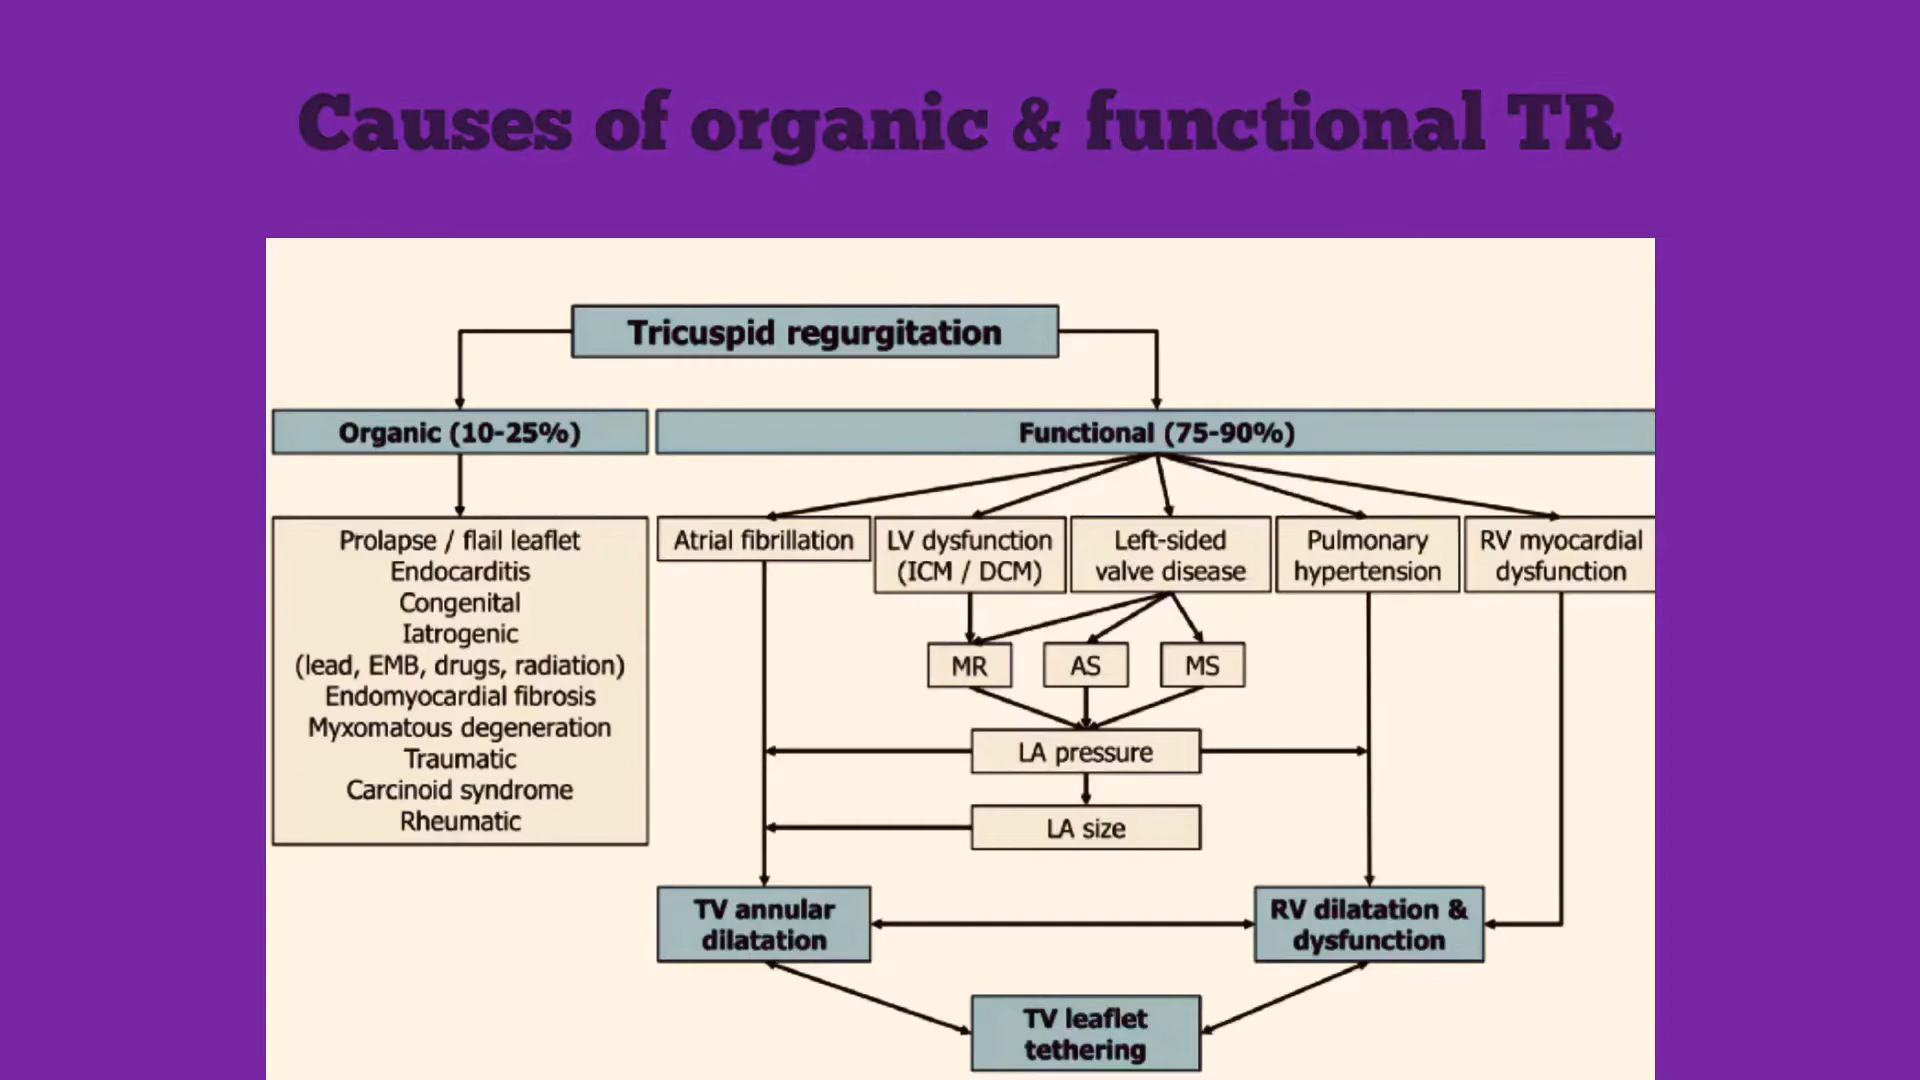 Causes of organic & functional TR
Tricuspid regurgitation
Organic (10-25%)
Functional (75-90%)
Prolapse / flail leaflet
Endocarditis
Congenital
Iatrogenic
(lead, EMB, drugs, radiation)
Endomyocardial fibrosis
Myxomatous degeneration
Traumatic
Carcinoid syndrome
Rheumatic
Atrial fibrillation
LV dysfunction
(ICM / DCM)
Left-sided
valve disease
Pulmonary
hypertension
RV myocardial
dysfunction
MR
AS
MS
LA pressure
LA size
TV annular
dilatation
RV dilatation &
dysfunction
TV leaflet
tethering